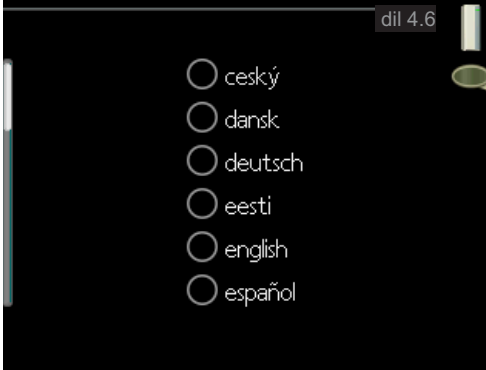 dil 4.6
ceský
dansk
deutsch
eesti
english
español